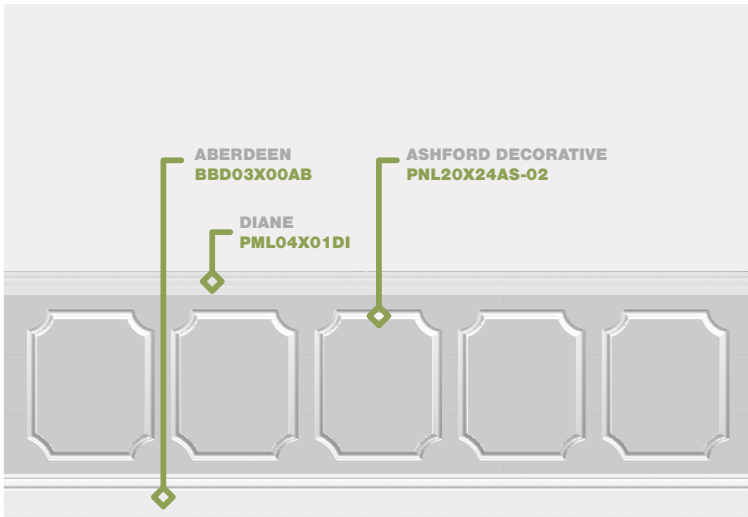 ABERDEEN
BBD03X00AB
ASHFORD DECORATIVE
PNL20X24AS-02
DIANE
PML04X01DI